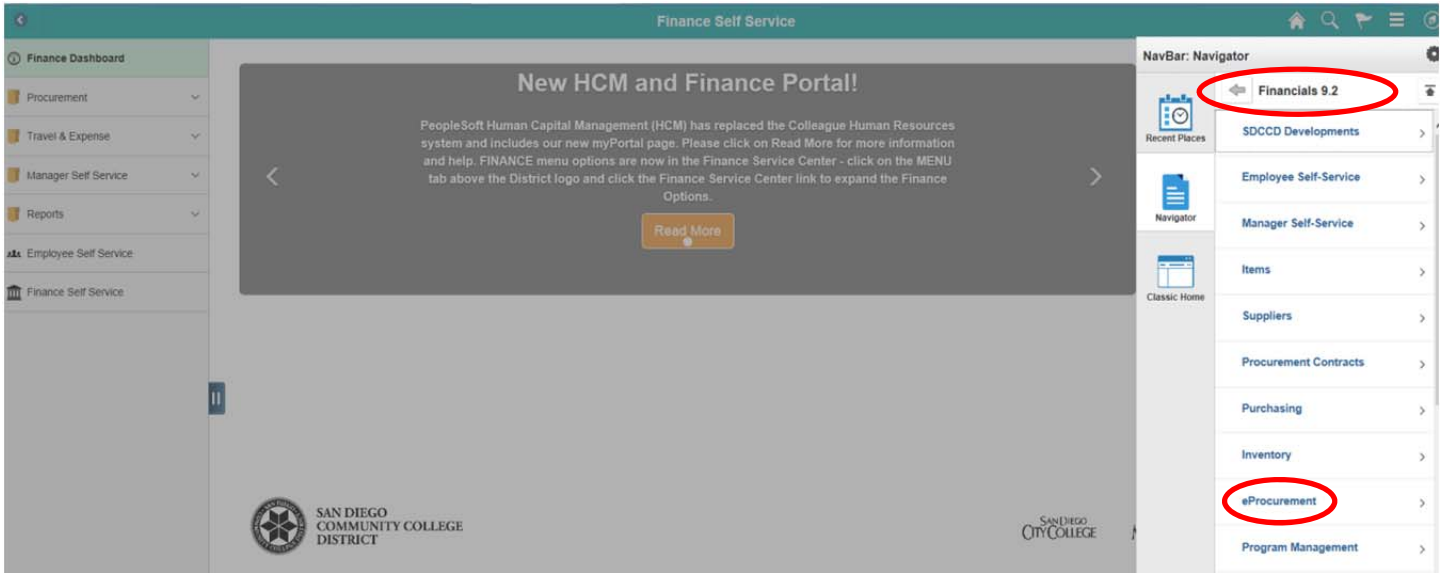 Finance Self Service
Finance Dashboard
Procurement
Travel & Expense
Manager Self Service
Reports
Employee Self Service
Finance Self Service
New HCM and Finance Portal!
PeopleSoft Human Capital Management (HCM) has replaced the Colleague Human Resources
system and includes our new myPortal page. Please click on Read More for more information
and help. FINANCE menu options are now in the Finance Service Center - click on the MENU
tab above the District logo and click the Finance Service Center link to expand the Finance
Options.
Read More
SAN DIEGO
COMMUNITY COLLEGE
DISTRICT
SAN DIEGO
CITY COLLEGE
NavBar: Navigator
Recent Places
Navigator
Classic Home
Financials 9.2
SDCCD Developments
Employee Self-Service
Manager Self-Service
Items
Suppliers
Procurement Contracts
Purchasing
Inventory
eProcurement
Program Management